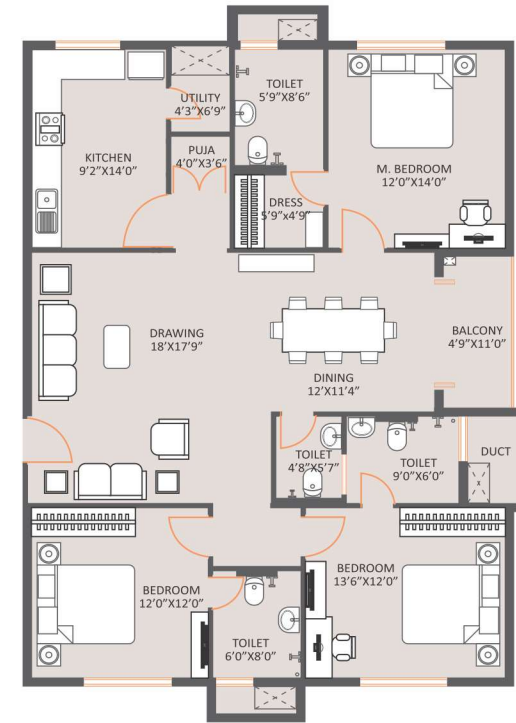 TOILET
5'9"X8'6"
UTILITY
4'3"X6'9"
KITCHEN
9'2"X14'0"
PUJA
4'0"X3'6"
M. BEDROOM
12'0"X14'0"
DRESS
5'9"x4'9"
DRAWING
18'X17'9"
BALCONY
4'9"X11'0"
DINING
12'X11'4"
TOILET
4'8"X5'7"
TOILET
9'0"X6'0"
DUCT
BEDROOM
12'0"X12'0"
BEDROOM
13'6"X12'0"
TOILET
6'0"X8'0"